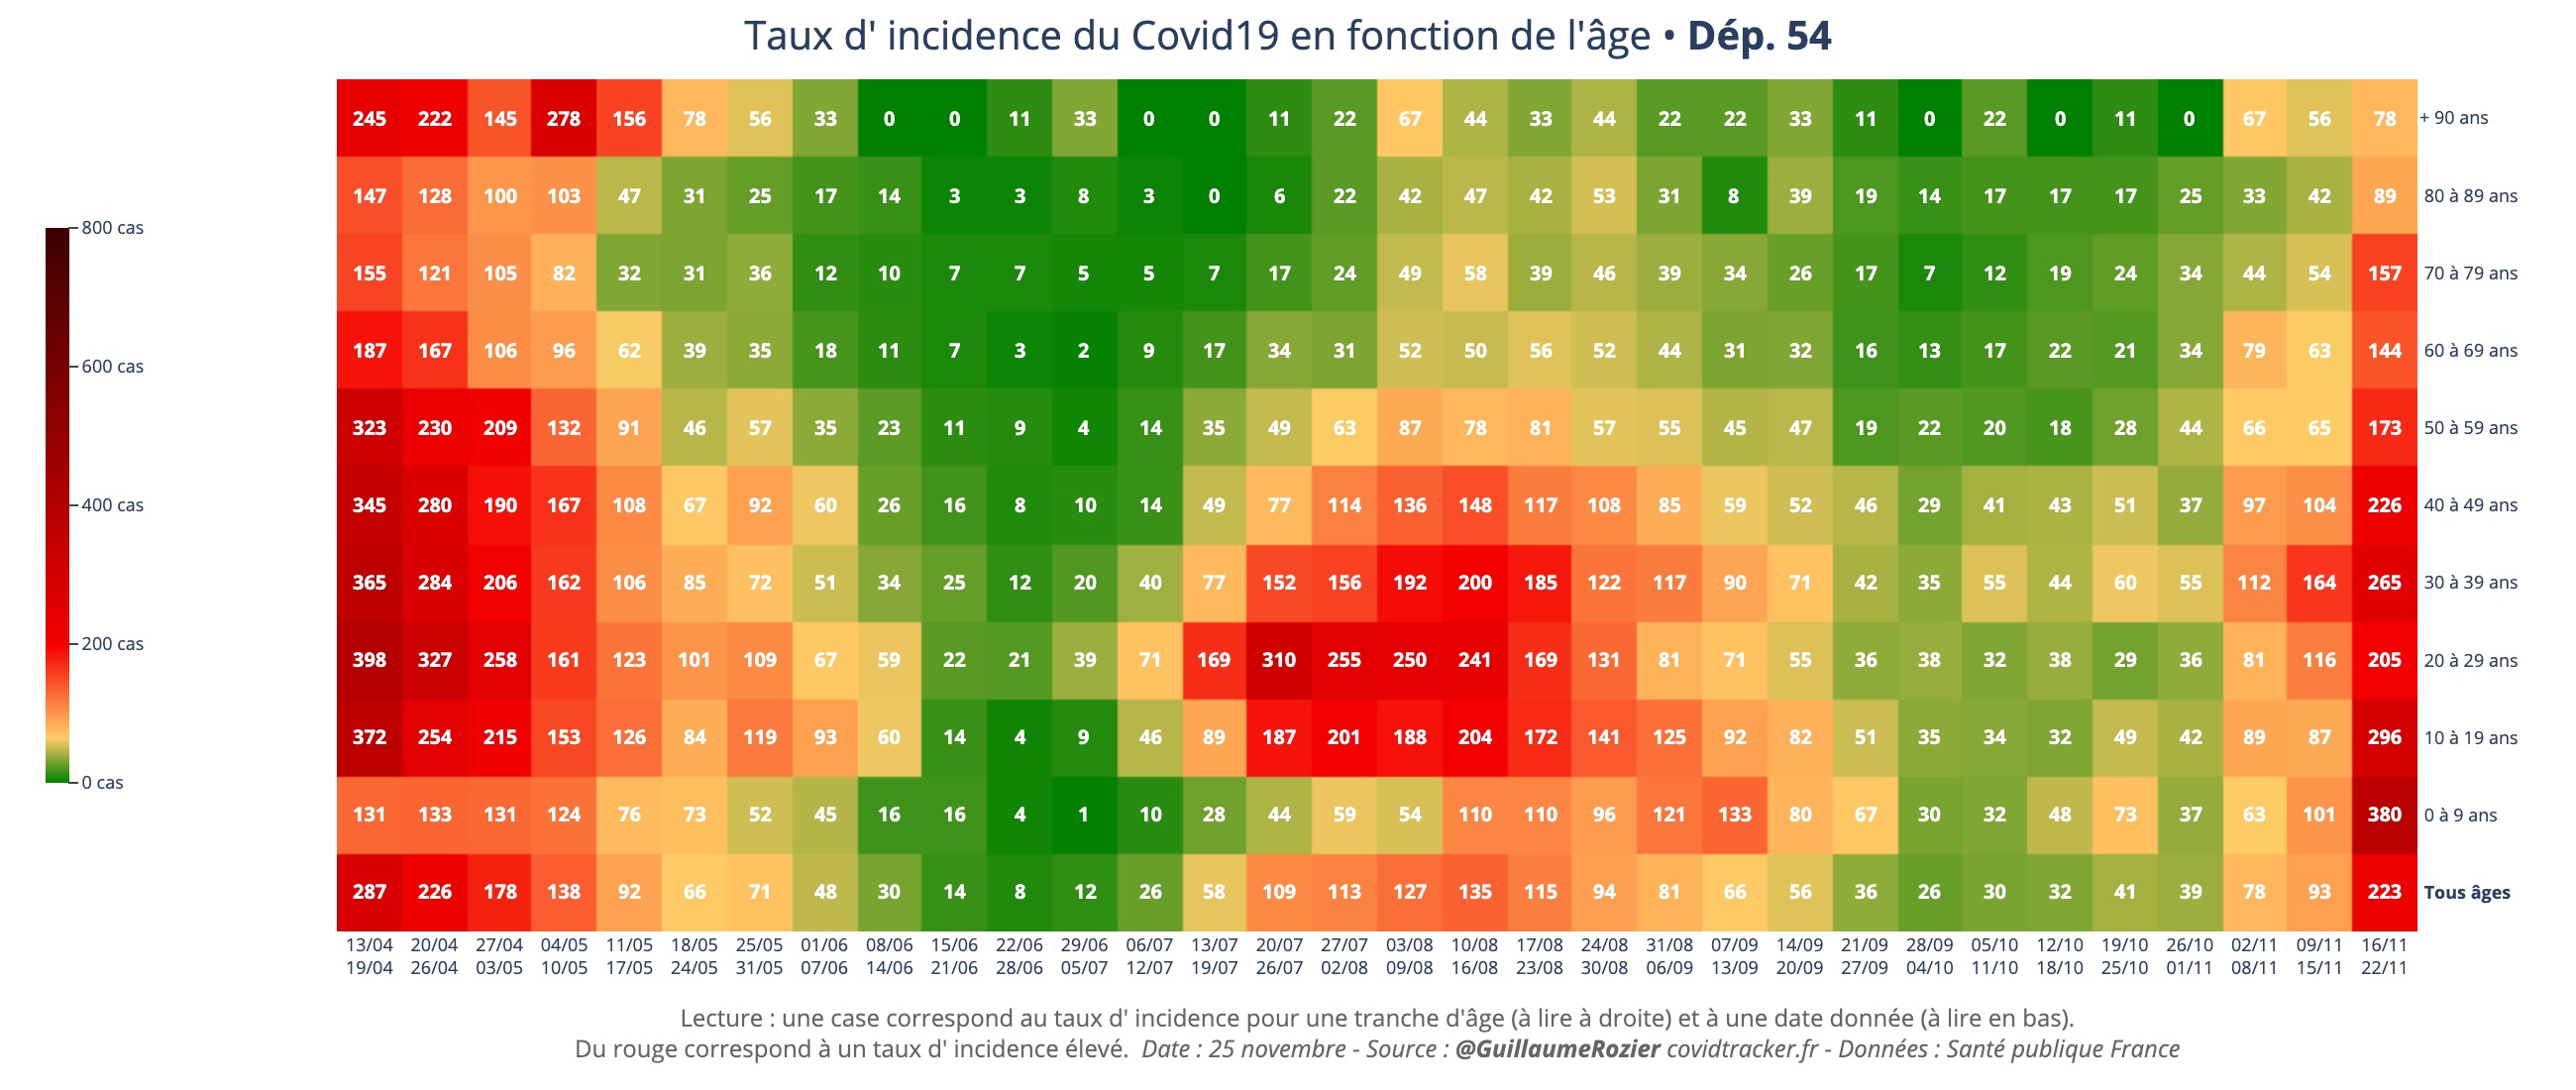 Taux d' incidence du Covid19 en fonction de l'âge • Dép. 54
800 cas
600 cas
400 cas
200 cas
0 cas
245 222 145 278 156 78 56 33 0 0 11 33 0 0 11 22 67 44 33 44 22 22 33 11 0 22 0 11 0 67 56 78 + 90 ans
147 128 100 103 47 31 25 17 14 3 3 8 3 0 6 22 42 47 42 53 31 8 39 19 14 17 17 17 25 33 42 89 80 à 89 ans
155 121 105 82 32 31 36 12 10 7 7 5 5 7 17 24 49 58 39 46 39 34 26 17 7 12 19 24 34 44 54 157 70 à 79 ans
187 167 106 96 62 39 35 18 11 7 3 2 9 17 34 31 52 50 56 52 44 31 32 16 13 17 22 21 34 79 63 144 60 à 69 ans
323 230 209 132 91 46 57 35 23 11 9 4 14 35 49 63 87 78 81 57 55 45 47 19 22 20 18 28 44 66 65 173 50 à 59 ans
345 280 190 167 108 67 92 60 26 16 8 10 14 49 77 114 136 148 117 108 85 59 52 46 29 41 43 51 37 97 104 226 40 à 49 ans
365 284 206 162 106 85 72 51 34 25 12 20 40 77 152 156 192 200 185 122 117 90 71 42 35 55 44 60 55 112 164 265 30 à 39 ans
398 327 258 161 123 101 109 67 59 22 21 39 71 169 310 255 250 241 169 131 81 71 55 36 38 32 38 29 36 81 116 205 20 à 29 ans
372 254 215 153 126 84 119 93 60 14 4 9 46 89 187 201 188 204 172 141 125 92 82 51 35 34 32 49 42 89 87 296 10 à 19 ans
131 133 131 124 76 73 52 45 16 16 4 1 10 28 44 59 54 110 110 96 121 133 80 67 30 32 48 73 37 63 101 380 0 à 9 ans
287 226 178 138 92 66 71 48 30 14 8 12 26 58 109 113 127 135 115 94 81 66 56 36 26 30 32 41 39 78 93 223 Tous âges
13/04 20/04 27/04 04/05 11/05 18/05 25/05 01/06 08/06 15/06 22/06 29/06 06/07 13/07 20/07 27/07 03/08 10/08 17/08 24/08 31/08 07/09 14/09 21/09 28/09 05/10 12/10 19/10 26/10 02/11 09/11 16/11
19/04 26/04 03/05 10/05 17/05 24/05 31/05 07/06 14/06 21/06 28/06 05/07 12/07 19/07 26/07 02/08 09/08 16/08 23/08 30/08 06/09 13/09 20/09 27/09 04/10 11/10 18/10 25/10 01/11 08/11 15/11 22/11
Lecture : une case correspond au taux d' incidence pour une tranche d'âge (à lire à droite) et à une date donnée (à lire en bas).
Du rouge correspond à un taux d' incidence élevé. Date : 25 novembre - Source : @GuillaumeRozier covidtracker.fr - Données : Santé publique France